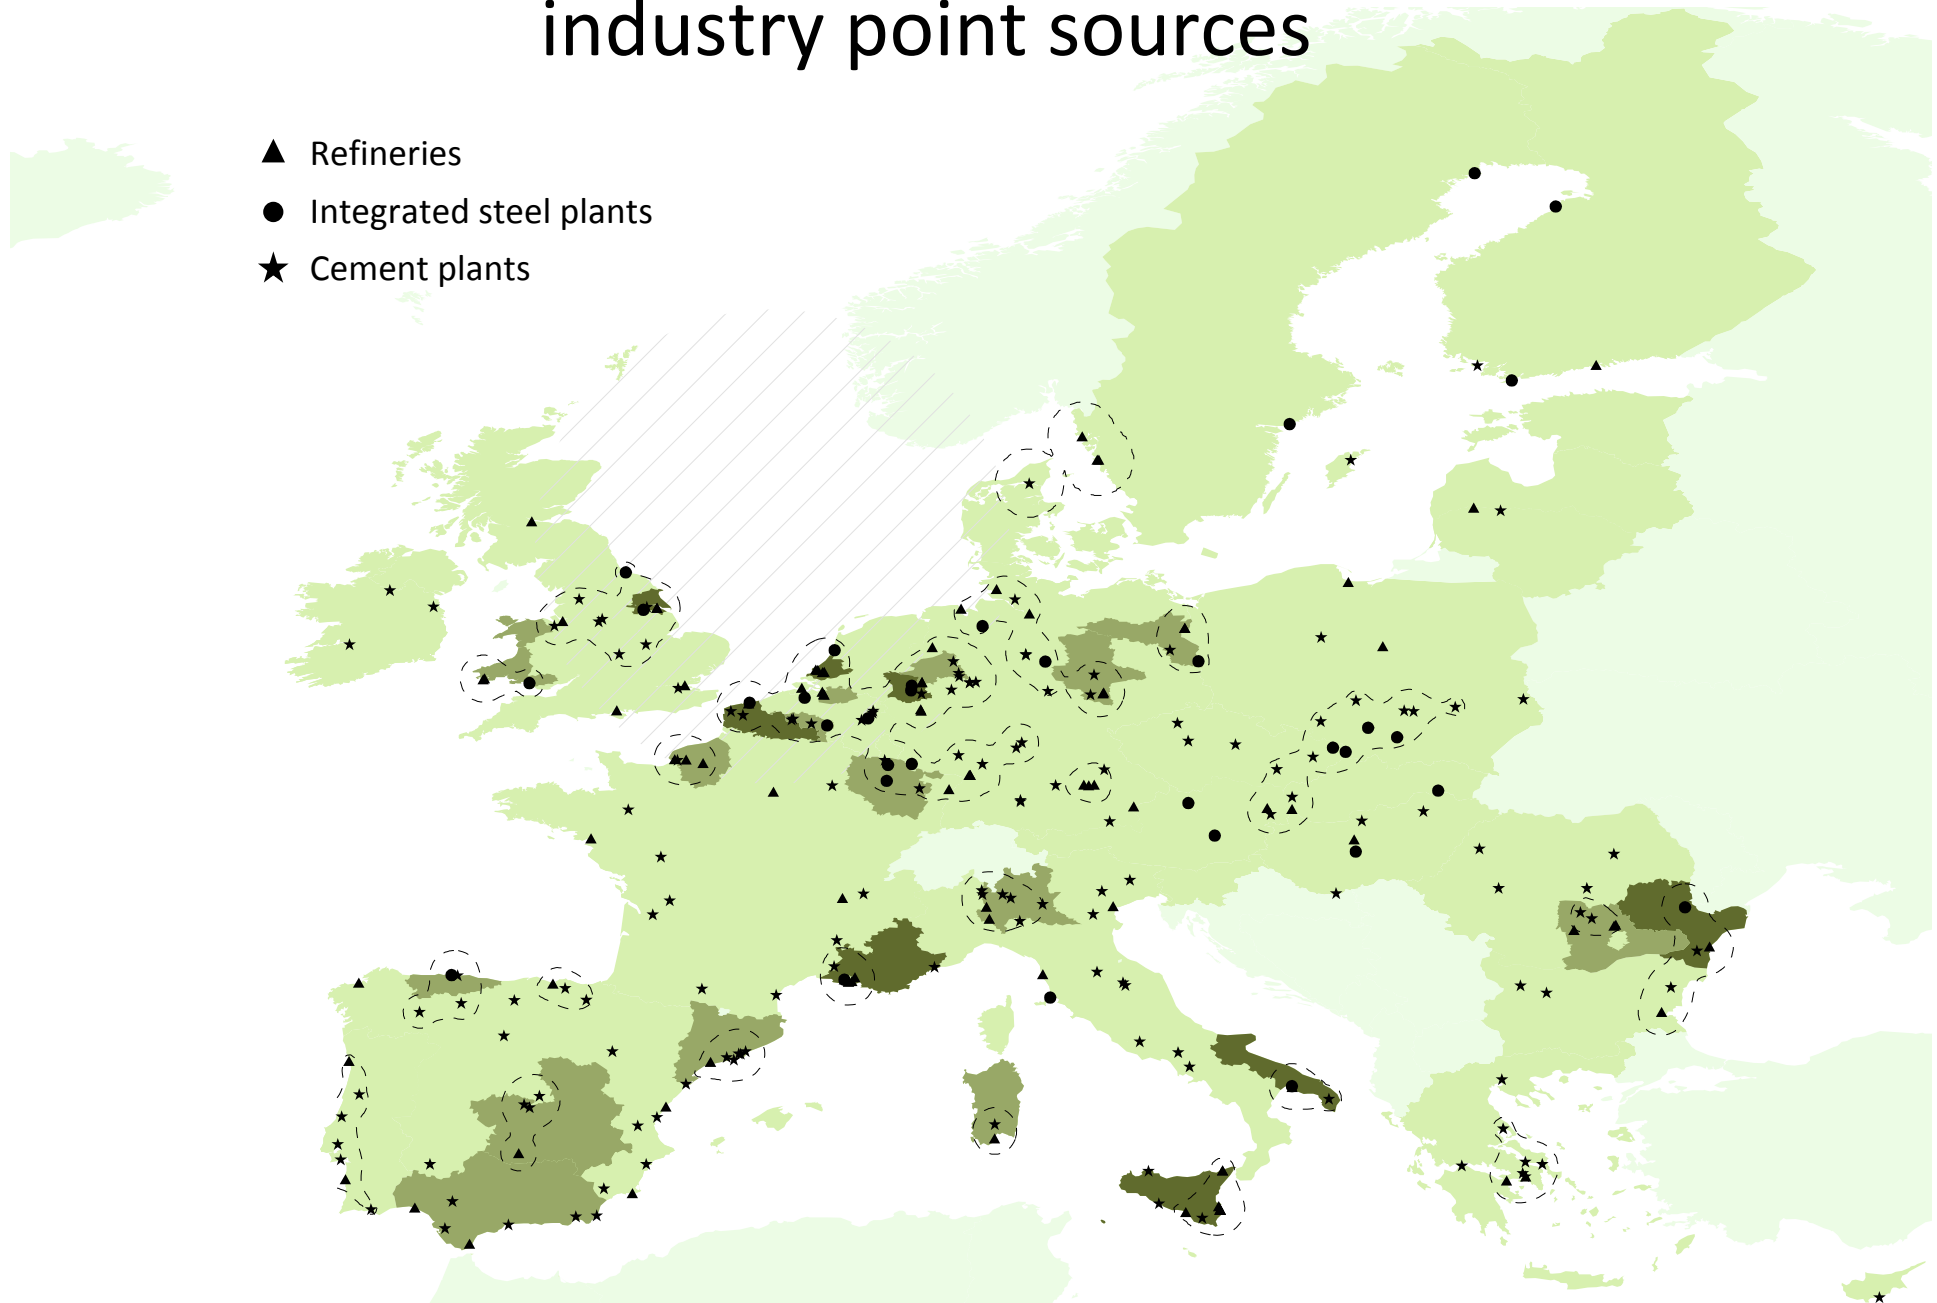 industry point sources
Refineries
Integrated steel plants
Cement plants